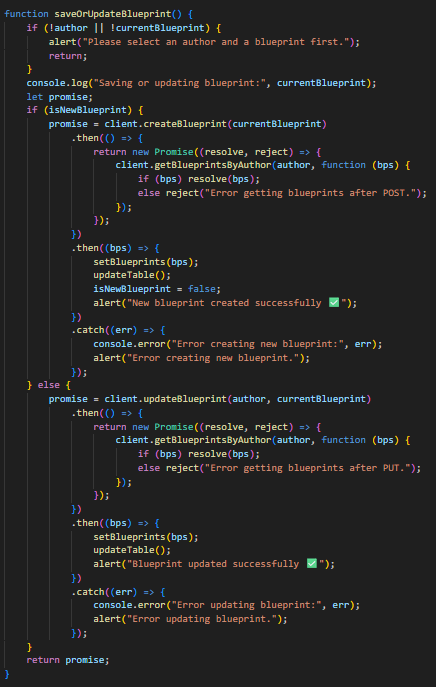 function saveOrUpdateBlueprint() {
    if (!author || !currentBlueprint) {
        alert("Please select an author and a blueprint first.");
        return;
    }
    console.log("Saving or updating blueprint:", currentBlueprint);
    let promise;
    if (isNewBlueprint) {
        promise = client.createBlueprint(currentBlueprint)
            .then(() => {
                return new Promise((resolve, reject) => {
                    client.getBlueprintsByAuthor(author, function (bps) {
                        if (bps) resolve(bps);
                        else reject("Error getting blueprints after POST.");
                    });
                });
            })
            .then((bps) => {
                setBlueprints(bps);
                updateTable();
                isNewBlueprint = false;
                alert("New blueprint created successfully ✅");
            })
            .catch((err) => {
                console.error("Error creating new blueprint:", err);
                alert("Error creating new blueprint.");
            });
    } else {
        promise = client.updateBlueprint(author, currentBlueprint)
            .then(() => {
                return new Promise((resolve, reject) => {
                    client.getBlueprintsByAuthor(author, function (bps) {
                        if (bps) resolve(bps);
                        else reject("Error getting blueprints after PUT.");
                    });
                });
            })
            .then((bps) => {
                setBlueprints(bps);
                updateTable();
                alert("Blueprint updated successfully ✅");
            })
            .catch((err) => {
                console.error("Error updating blueprint:", err);
                alert("Error updating blueprint.");
            });
    }
    return promise;
}